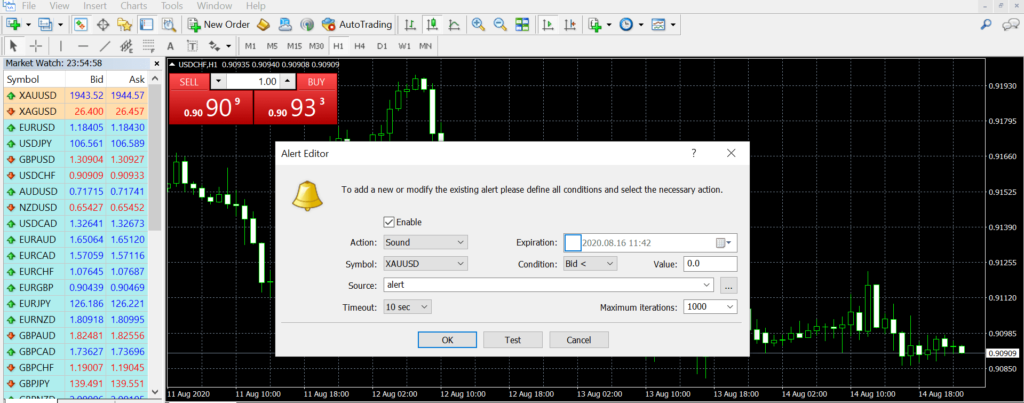 File View Insert Charts Tools Window Help
New Order AutoTrading
A T M1 M5 M15 M30 H1 H4 D1 W1 MN
Market Watch: 23:54:58
Symbol Bid Ask
XAUUSD 1943.52 1944.57
XAGUSD 26.400 26.457
EURUSD 1.18405 1.18430
USDJPY 106.561 106.589
GBPUSD 1.30904 1.30927
USDCHF 0.90909 0.90933
AUDUSD 0.71715 0.71741
NZDUSD 0.65427 0.65452
USDCAD 1.32641 1.32673
EURAUD 1.65064 1.65120
EURCAD 1.57059 1.57116
EURCHF 1.07645 1.07687
EURGBP 0.90439 0.90469
EURJPY 126.186 126.221
EURNZD 1.80918 1.80995
GBPAUD 1.82481 1.82556
GBPCAD 1.73627 1.73696
GBPCHF 1.19007 1.19045
GBPJPY 139.491 139.551
USDCHF,H1 0.90935 0.90940 0.90908 0.90909
SELL 1.00 BUY
0.90 90 9 0.90 93 3
Alert Editor ?
To add a new or modify the existing alert please define all conditions and select the necessary action.
Enable
Action: Sound Expiration: 2020.08.16 11:42
Symbol: XAUUSD Condition: Bid < Value: 0.0
Source: alert ...
Timeout: 10 sec Maximum iterations: 1000
OK Test Cancel
0.91930
0.91795
0.91660
0.91525
0.91390
0.91255
0.91120
0.90985
0.90909
0.90850
11 Aug 2020 11 Aug 10:00 11 Aug 18:00 12 Aug 02:00 12 Aug 10:00 12 Aug 18:00 13 Aug 02:00 13 Aug 10:00 13 Aug 18:00 14 Aug 02:00 14 Aug 10:00 14 Aug 18:00